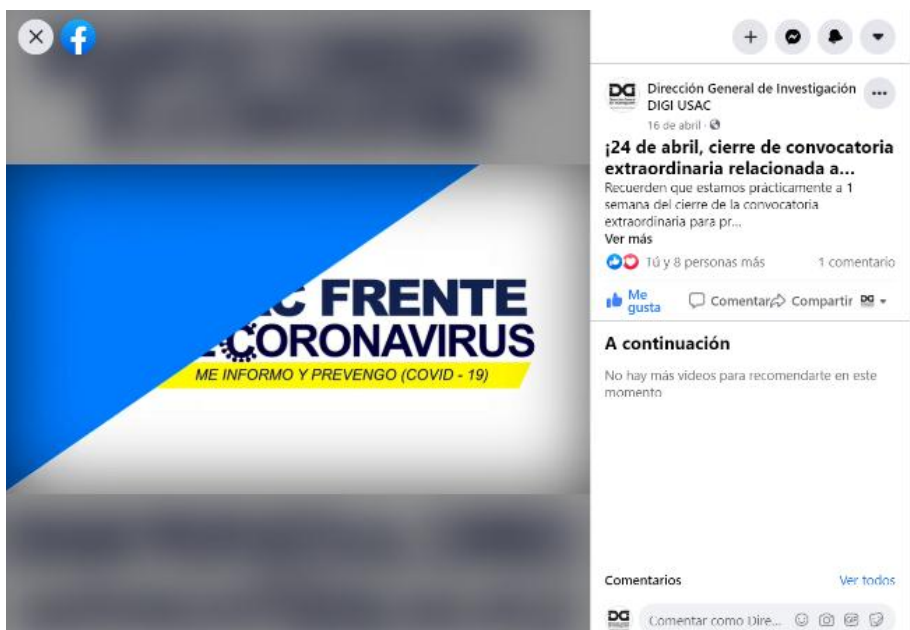 Dirección General de Investigación
DIGI USAC
16 de abril ·
¡24 de abril, cierre de convocatoria
extraordinaria relacionada a...
Recuerden que estamos prácticamente a 1
semana del cierre de la convocatoria
extraordinaria para pr...
Ver más
Tú y 8 personas más 1 comentario
Me gusta Comentar Compartir
FRENTE
CORONAVIRUS
ME INFORMO Y PREVENGO (COVID - 19)
A continuación
No hay más vídeos para recomendarte en este
momento
Comentarios Ver todos
Comentar como Dire...